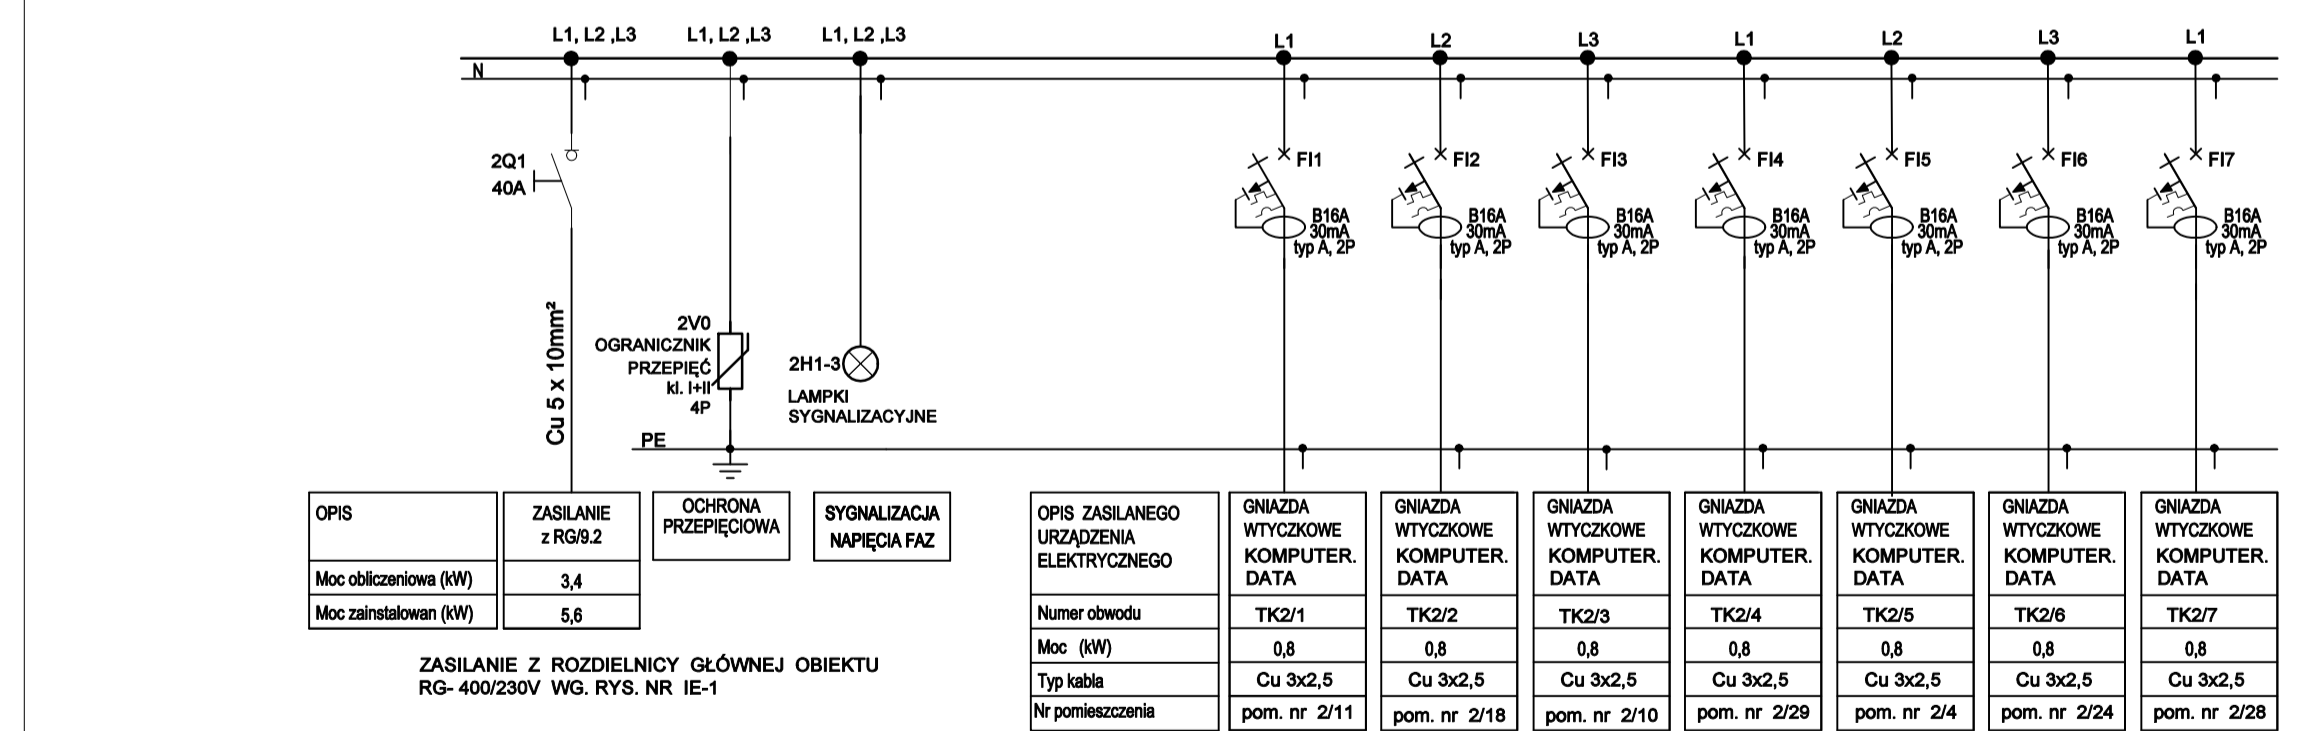 L1, L2 ,L3
L1, L2 ,L3
L1, L2 ,L3
L1
L2
L3
L1
L2
L3
L1
N
2Q1
40A
FI1
FI2
FI3
FI4
FI5
FI6
FI7
B16A
30mA
typ A, 2P
B16A
30mA
typ A, 2P
B16A
30mA
typ A, 2P
B16A
30mA
typ A, 2P
B16A
30mA
typ A, 2P
B16A
30mA
typ A, 2P
B16A
30mA
typ A, 2P
Cu 5 x 10mm²
2V0
OGRANICZNIK
PRZEPIĘĆ
kl. I+II
4P
2H1-3
LAMPKI
SYGNALIZACYJNE
PE
OPIS
ZASILANIE
z RG/9.2
OCHRONA
PRZEPIĘCIOWA
SYGNALIZACJA
NAPIĘCIA FAZ
Moc obliczeniowa (kW)
3,4
Moc zainstalowan (kW)
5,6
ZASILANIE Z ROZDIELNICY GŁÓWNEJ OBIEKTU
RG- 400/230V WG. RYS. NR IE-1
OPIS ZASILANEGO
URZĄDZENIA
ELEKTRYCZNEGO
GNIAZDA
WTYCZKOWE
KOMPUTER.
DATA
GNIAZDA
WTYCZKOWE
KOMPUTER.
DATA
GNIAZDA
WTYCZKOWE
KOMPUTER.
DATA
GNIAZDA
WTYCZKOWE
KOMPUTER.
DATA
GNIAZDA
WTYCZKOWE
KOMPUTER.
DATA
GNIAZDA
WTYCZKOWE
KOMPUTER.
DATA
GNIAZDA
WTYCZKOWE
KOMPUTER.
DATA
Numer obwodu
TK2/1
TK2/2
TK2/3
TK2/4
TK2/5
TK2/6
TK2/7
Moc (kW)
0,8
0,8
0,8
0,8
0,8
0,8
0,8
Typ kabla
Cu 3x2,5
Cu 3x2,5
Cu 3x2,5
Cu 3x2,5
Cu 3x2,5
Cu 3x2,5
Cu 3x2,5
Nr pomieszczenia
pom. nr 2/11
pom. nr 2/18
pom. nr 2/10
pom. nr 2/29
pom. nr 2/4
pom. nr 2/24
pom. nr 2/28